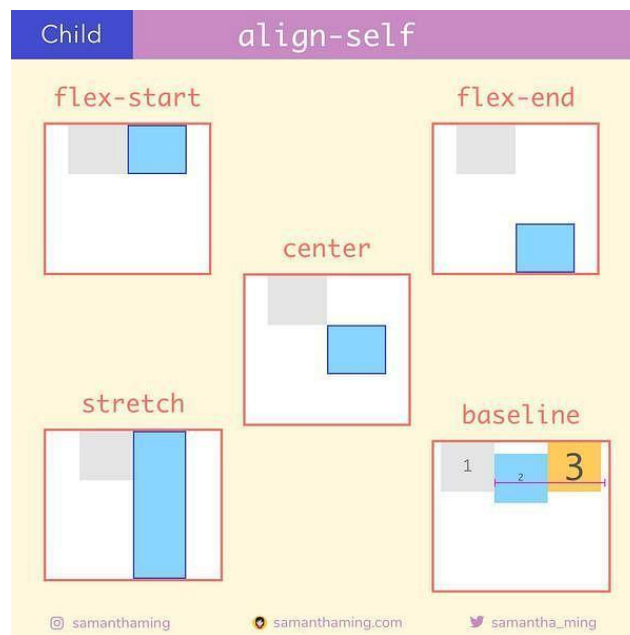 Child
align-self
flex-start
flex-end
center
stretch
baseline
1
2
3
samanthaming
samanthaming.com
samantha_ming